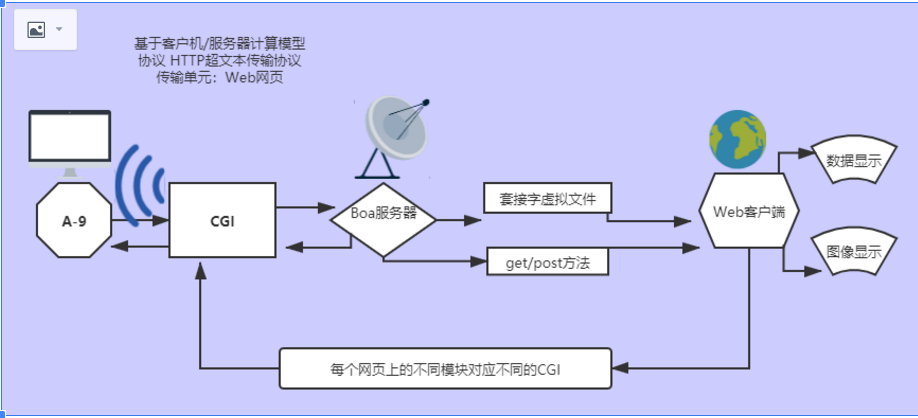 基于客户机/服务器计算模型
协议 HTTP超文本传输协议
传输单元：Web网页
A-9
CGI
Boa服务器
套接字虚拟文件
get/post方法
Web客户端
数据显示
图像显示
每个网页上的不同模块对应不同的CGI